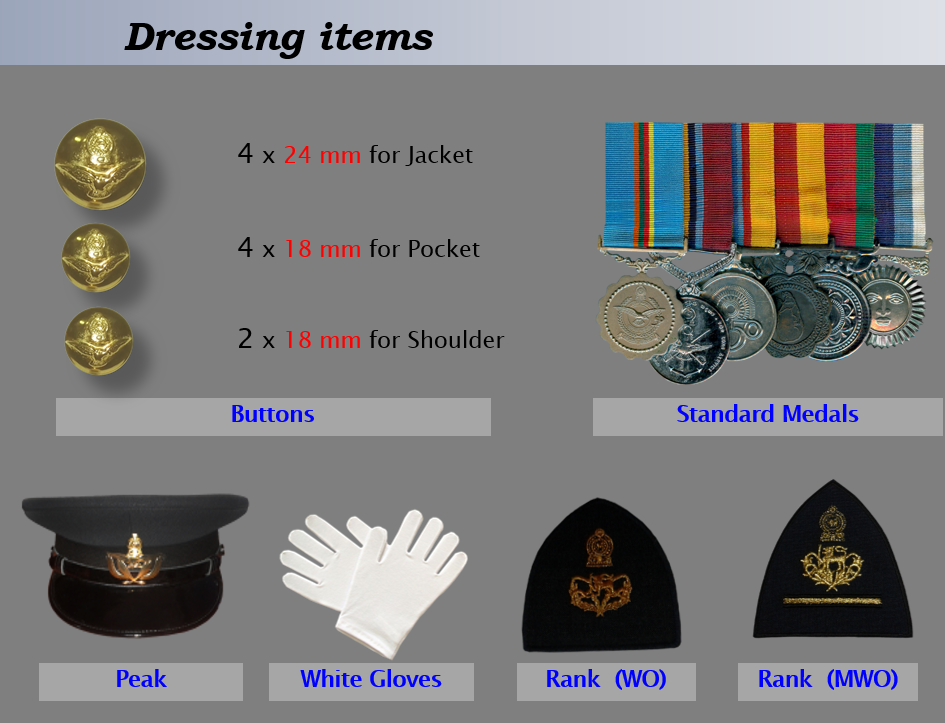 Dressing items
4 x 24 mm for Jacket
4 x 18 mm for Pocket
2 x 18 mm for Shoulder
Buttons
Standard Medals
Peak
White Gloves
Rank (WO)
Rank (MWO)